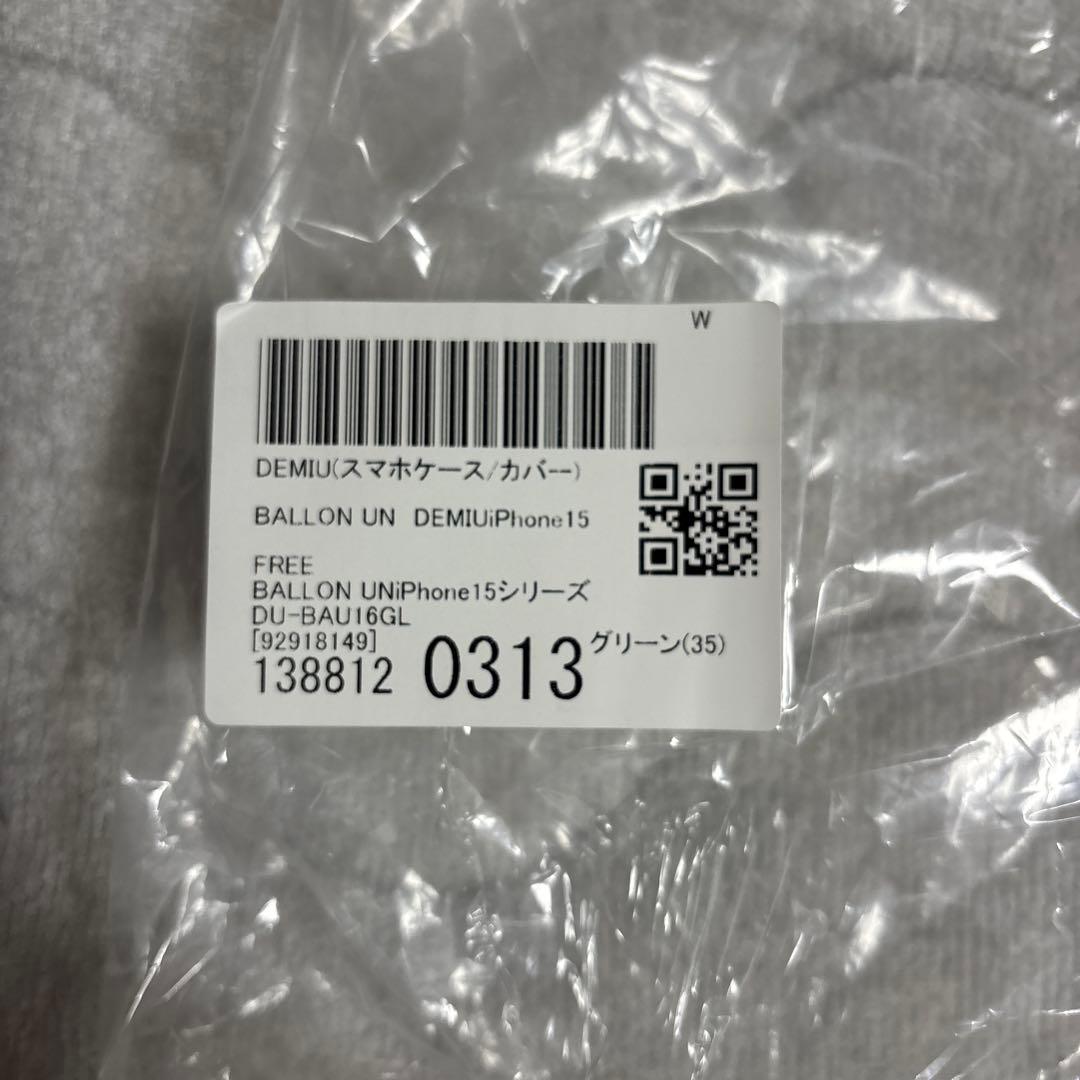 W
DEMIU(スマホケース/カバー)
BALLON UN DEMIUiPhone15
FREE
BALLON UNiPhone15シリーズ
DU-BAU16GL
[92918149]
138812 0313 グリーン(35)